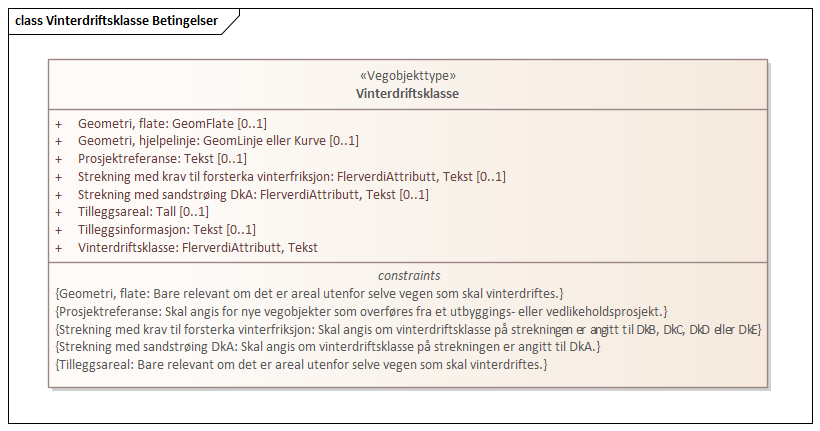 class Vinterdriftsklasse Betingelser
«Vegobjekttype»
Vinterdriftsklasse
+ Geometri, flate: GeomFlate [0..1]
+ Geometri, hjelpelinje: GeomLinje eller Kurve [0..1]
+ Prosjektreferanse: Tekst [0..1]
+ Strekning med krav til forsterka vinterfriksjon: FlerverdiAttributt, Tekst [0..1]
+ Strekning med sandstrøing DkA: FlerverdiAttributt, Tekst [0..1]
+ Tilleggsareal: Tall [0..1]
+ Tilleggsinformasjon: Tekst [0..1]
+ Vinterdriftsklasse: FlerverdiAttributt, Tekst
constraints
{Geometri, flate: Bare relevant om det er areal utenfor selve vegen som skal vinterdriftes.}
{Prosjektreferanse: Skal angis for nye vegobjekter som overføres fra et utbyggings- eller vedlikeholdsprosjekt.}
{Strekning med krav til forsterka vinterfriksjon: Skal angis om vinterdriftsklasse på strekningen er angitt til DkB, DkC, DkD eller DkE}
{Strekning med sandstrøing DkA: Skal angis om vinterdriftsklasse på strekningen er angitt til DkA.}
{Tilleggsareal: Bare relevant om det er areal utenfor selve vegen som skal vinterdriftes.}